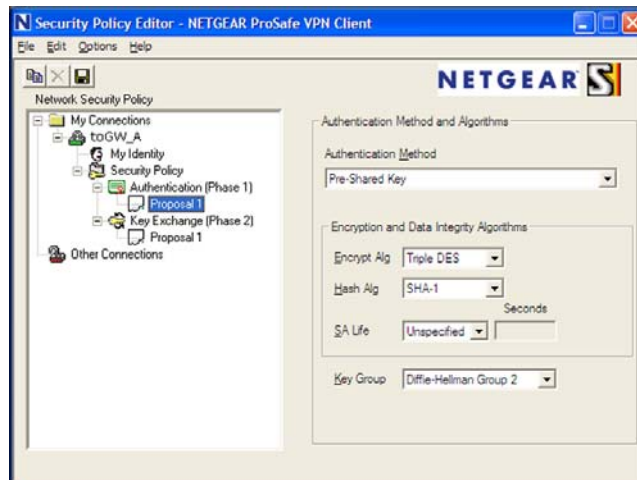 N Security Policy Editor - NETGEAR ProSafe VPN Client
File Edit Options Help
NETGEAR S
Network Security Policy
My Connections
toGW_A
My Identity
Security Policy
Authentication (Phase 1)
Proposal 1
Key Exchange (Phase 2)
Proposal 1
Other Connections
Authentication Method and Algorithms
Authentication Method
Pre-Shared Key
Encryption and Data Integrity Algorithms
Encrypt Alg Triple DES
Hash Alg SHA-1
Seconds
SA Life Unspecified
Key Group Diffie-Hellman Group 2